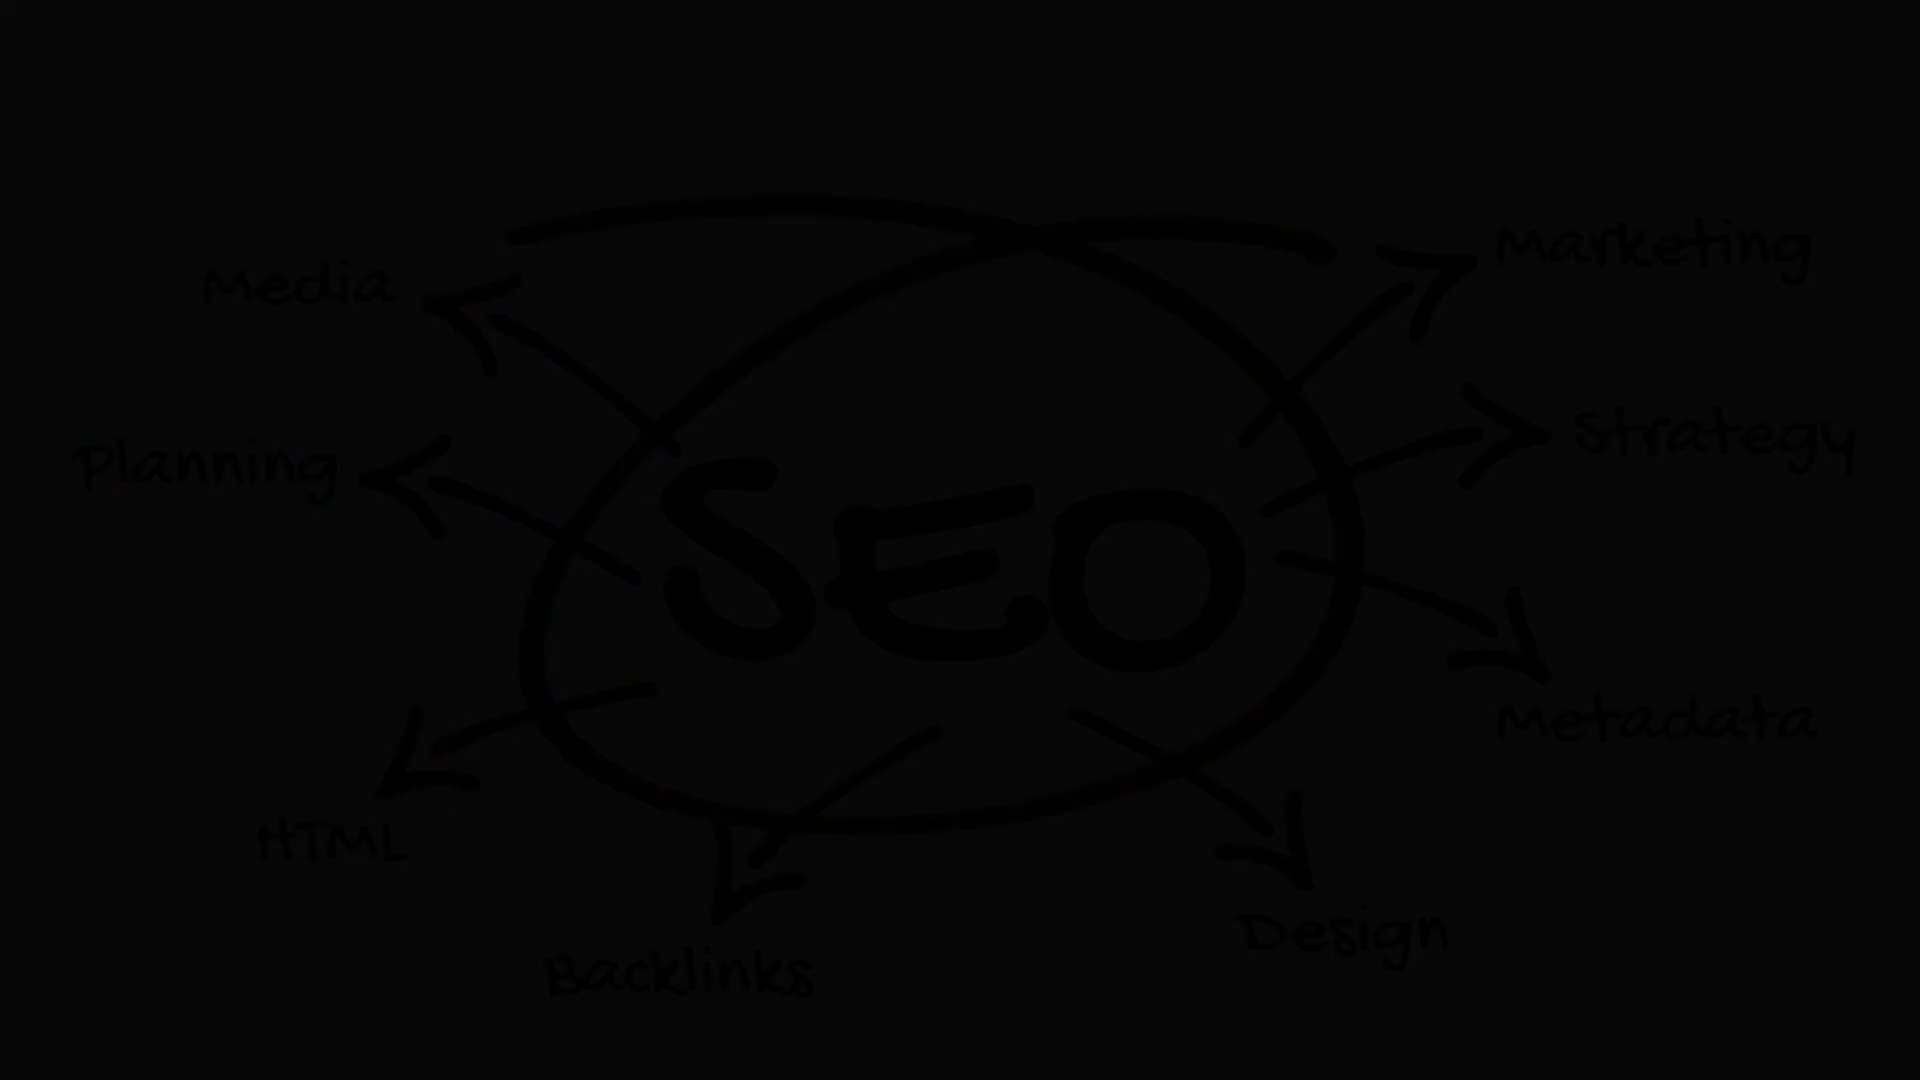 Marketing
Media
Strategy
Planning
SEO
Metadata
HTML
Design
Backlinks